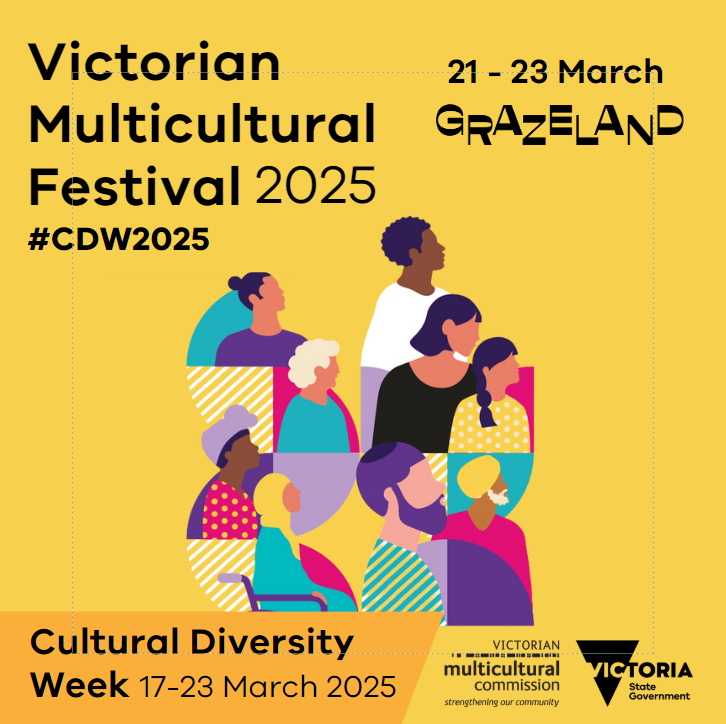 Victorian
Multicultural
Festival 2025
#CDW2025
21 - 23 March
GRAZELAND
Cultural Diversity
Week 17-23 March 2025
VICTORIAN
multicultural
commission
strengthening our community
VICTORIA
State
Government